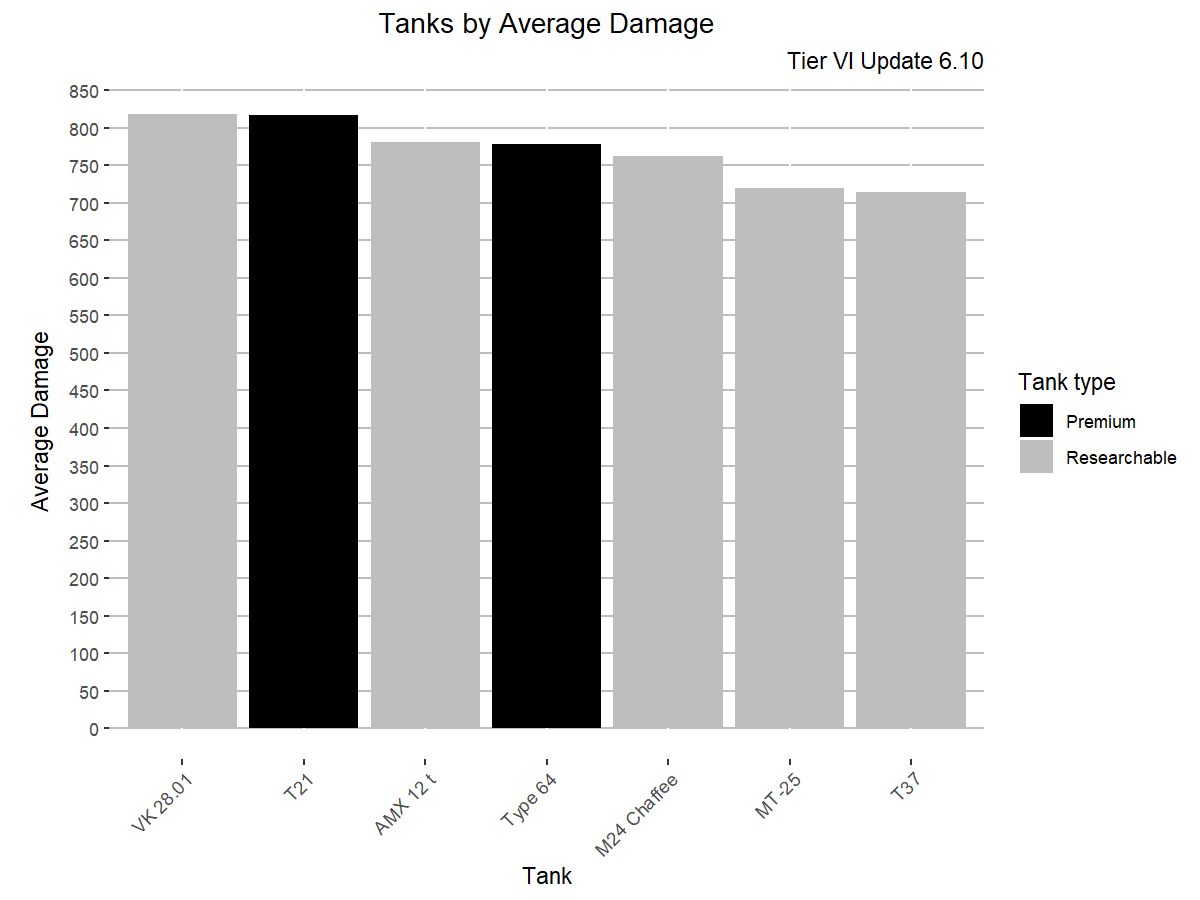 Tanks by Average Damage
Tier VI Update 6.10
850
800
750
700
650
600
550
500
450
400
350
300
250
200
150
100
50
0
Average Damage
VK 28.01
T21
AMX 12 t
Type 64
M24 Chaffee
MT-25
T37
Tank
Tank type
Premium
Researchable